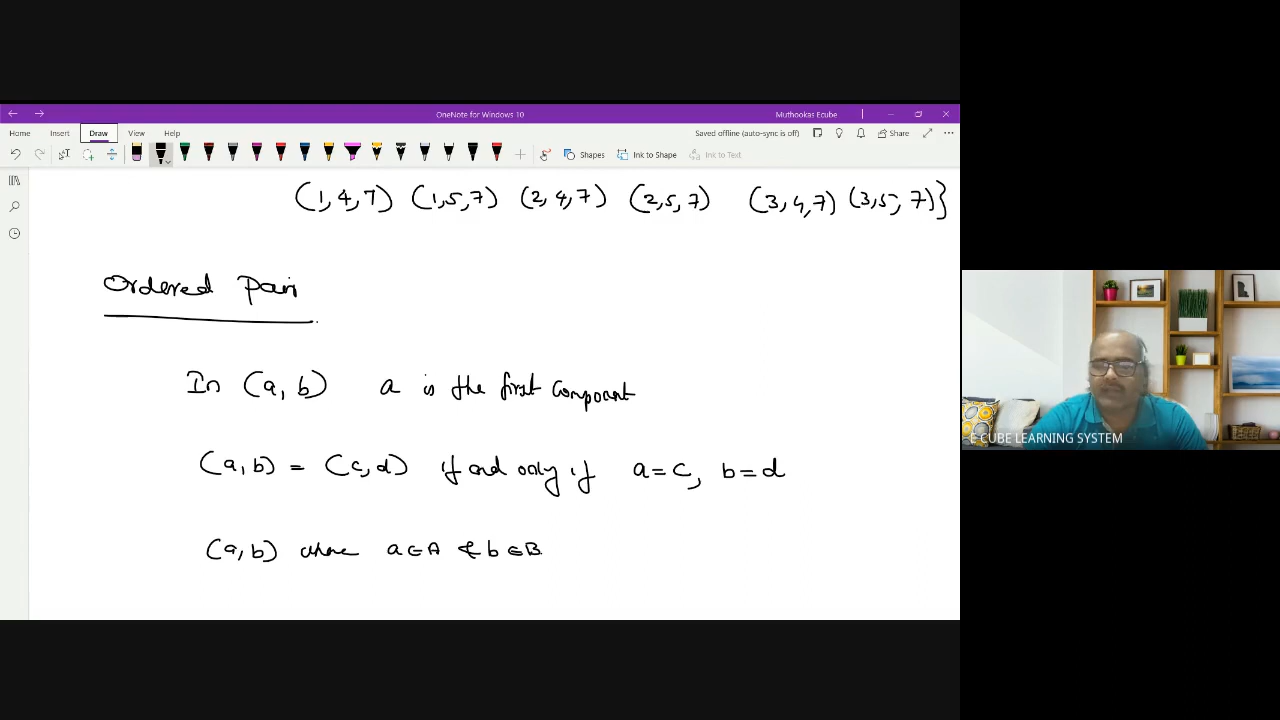 OneNote for Windows 10
Muthookas Ecube
Home Insert Draw View Help
Saved offline (auto-sync is off) Share
Shapes Ink to Shape Ink to Text
(1,4,7) (1,5,7) (2,4,7) (2,5,7) (3,4,7) (3,5,7)}
Ordered Pair
In (a, b) a is the first component
(a, b) = (c, d) if and only if a=c, b=d
(a, b) where a∈A & b∈B
E CUBE LEARNING SYSTEM